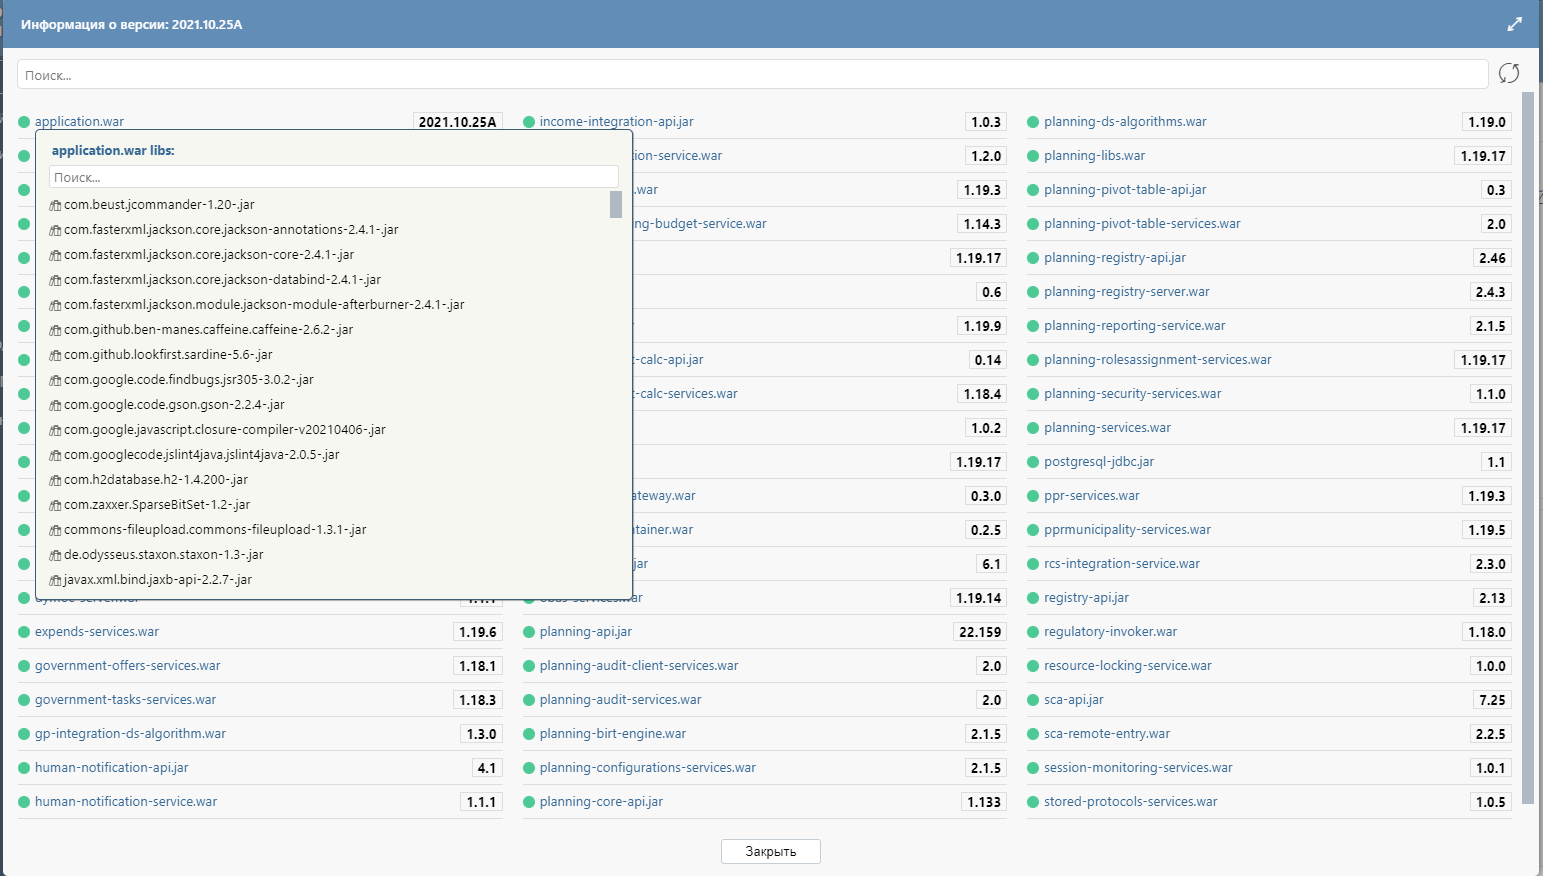 Информация о версии: 2021.10.25A
Поиск...
application.war 2021.10.25A
application.war libs:
Поиск...
com.beust.jcommander-1.20-.jar
com.fasterxml.jackson.core.jackson-annotations-2.4.1-.jar
com.fasterxml.jackson.core.jackson-core-2.4.1-.jar
com.fasterxml.jackson.core.jackson-databind-2.4.1-.jar
com.fasterxml.jackson.module.jackson-module-afterburner-2.4.1-.jar
com.github.ben-manes.caffeine.caffeine-2.6.2-.jar
com.github.lookfirst.sardine-5.6-.jar
com.google.code.findbugs.jsr305-3.0.2-.jar
com.google.code.gson.gson-2.2.4-.jar
com.google.javascript.closure-compiler-v20210406-.jar
com.googlecode.jslint4java.jslint4java-2.0.5-.jar
com.h2database.h2-1.4.200-.jar
com.zaxxer.SparseBitSet-1.2-.jar
commons-fileupload.commons-fileupload-1.3.1-.jar
de.odysseus.staxon.staxon-1.3-.jar
javax.xml.bind.jaxb-api-2.2.7-.jar
expends-services.war 1.19.6
government-offers-services.war 1.18.1
government-tasks-services.war 1.18.3
gp-integration-ds-algorithm.war 1.3.0
human-notification-api.jar 4.1
human-notification-service.war 1.1.1
income-integration-api.jar 1.0.3
ion-service.war 1.2.0
.war 1.19.3
ng-budget-service.war 1.14.3
1.19.17
0.6
1.19.9
-calc-api.jar 0.14
-calc-services.war 1.18.4
1.0.2
1.19.17
ateway.war 0.3.0
tainer.war 0.2.5
jar 6.1
1.19.14
planning-api.jar 22.159
planning-audit-client-services.war 2.0
planning-audit-services.war 2.0
planning-birt-engine.war 2.1.5
planning-configurations-services.war 2.1.5
planning-core-api.jar 1.133
planning-ds-algorithms.war 1.19.0
planning-libs.war 1.19.17
planning-pivot-table-api.jar 0.3
planning-pivot-table-services.war 2.0
planning-registry-api.jar 2.46
planning-registry-server.war 2.4.3
planning-reporting-service.war 2.1.5
planning-rolesassignment-services.war 1.19.17
planning-security-services.war 1.1.0
planning-services.war 1.19.17
postgresql-jdbc.jar 1.1
ppr-services.war 1.19.3
pprmunicipality-services.war 1.19.5
rcs-integration-service.war 2.3.0
registry-api.jar 2.13
regulatory-invoker.war 1.18.0
resource-locking-service.war 1.0.0
sca-api.jar 7.25
sca-remote-entry.war 2.2.5
session-monitoring-services.war 1.0.1
stored-protocols-services.war 1.0.5
Закрыть